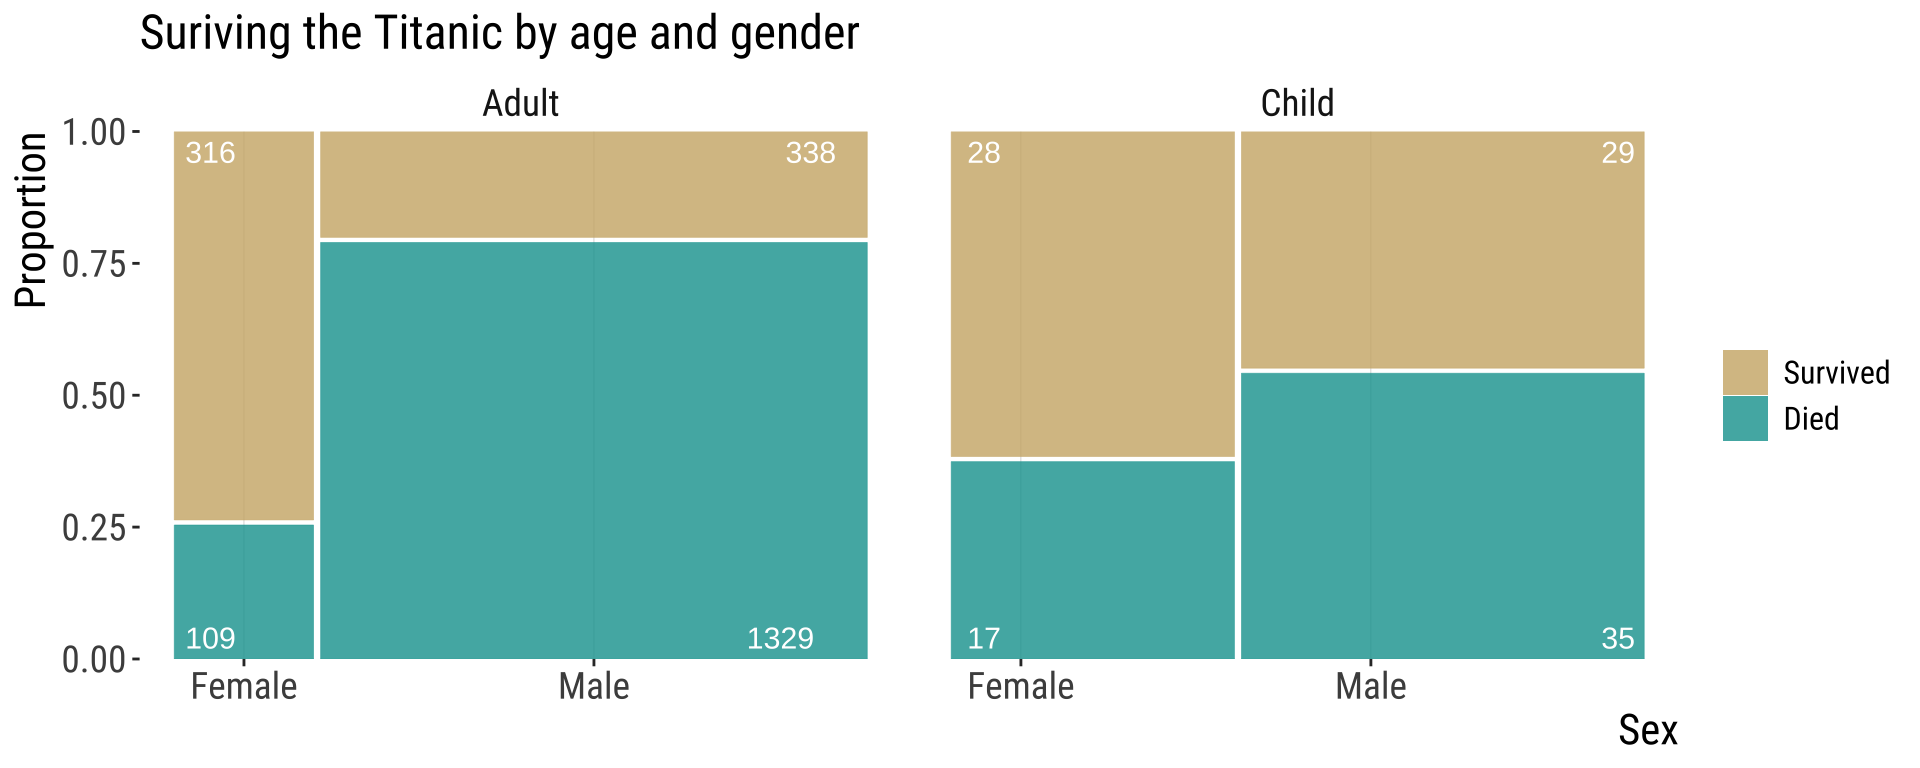 Suriving the Titanic by age and gender
Adult
Child
Proportion
1.00
0.75
0.50
0.25
0.00
316
338
109
1329
28
29
17
35
Female
Male
Female
Male
Sex
Survived
Died